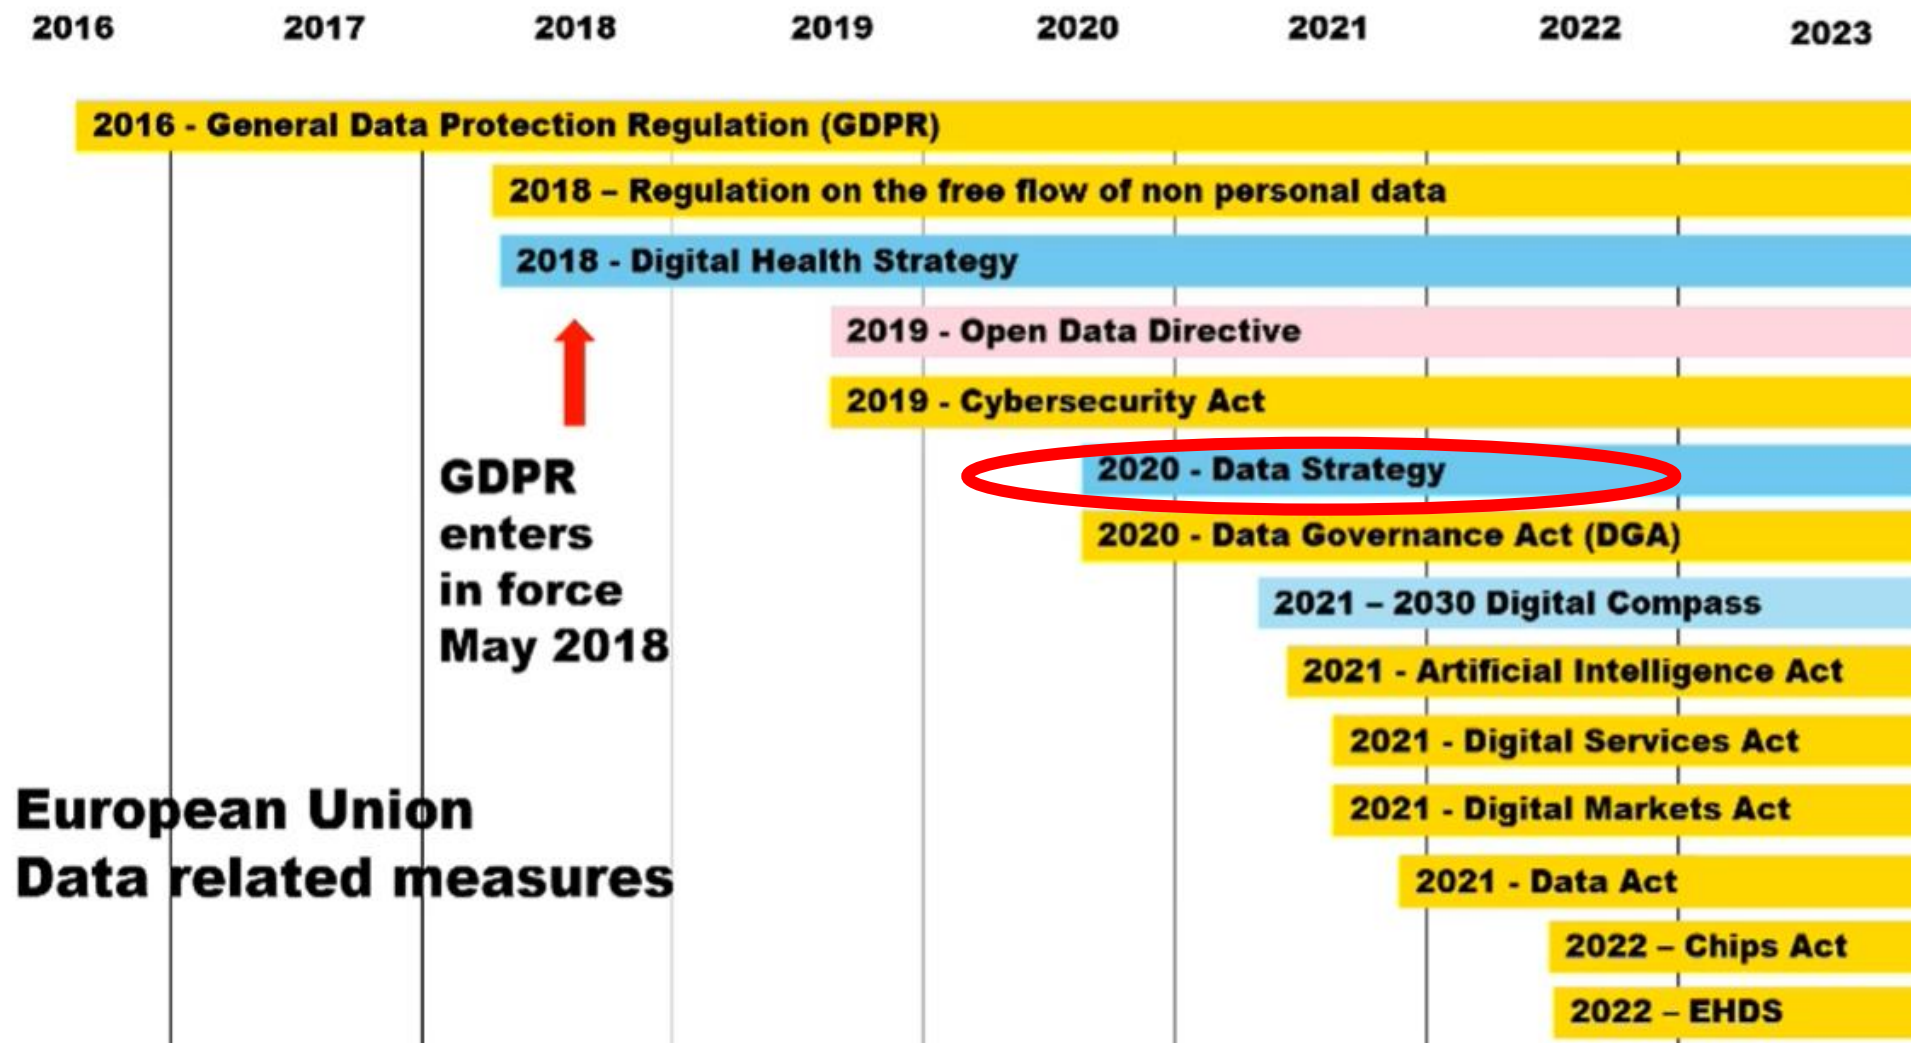 2016 2017 2018 2019 2020 2021 2022 2023
2016 - General Data Protection Regulation (GDPR)
2018 – Regulation on the free flow of non personal data
2018 - Digital Health Strategy
2019 - Open Data Directive
2019 - Cybersecurity Act
2020 - Data Strategy
2020 - Data Governance Act (DGA)
2021 – 2030 Digital Compass
2021 - Artificial Intelligence Act
2021 - Digital Services Act
2021 - Digital Markets Act
2021 - Data Act
2022 – Chips Act
2022 – EHDS
GDPR
enters
in force
May 2018
European Union
Data related measures